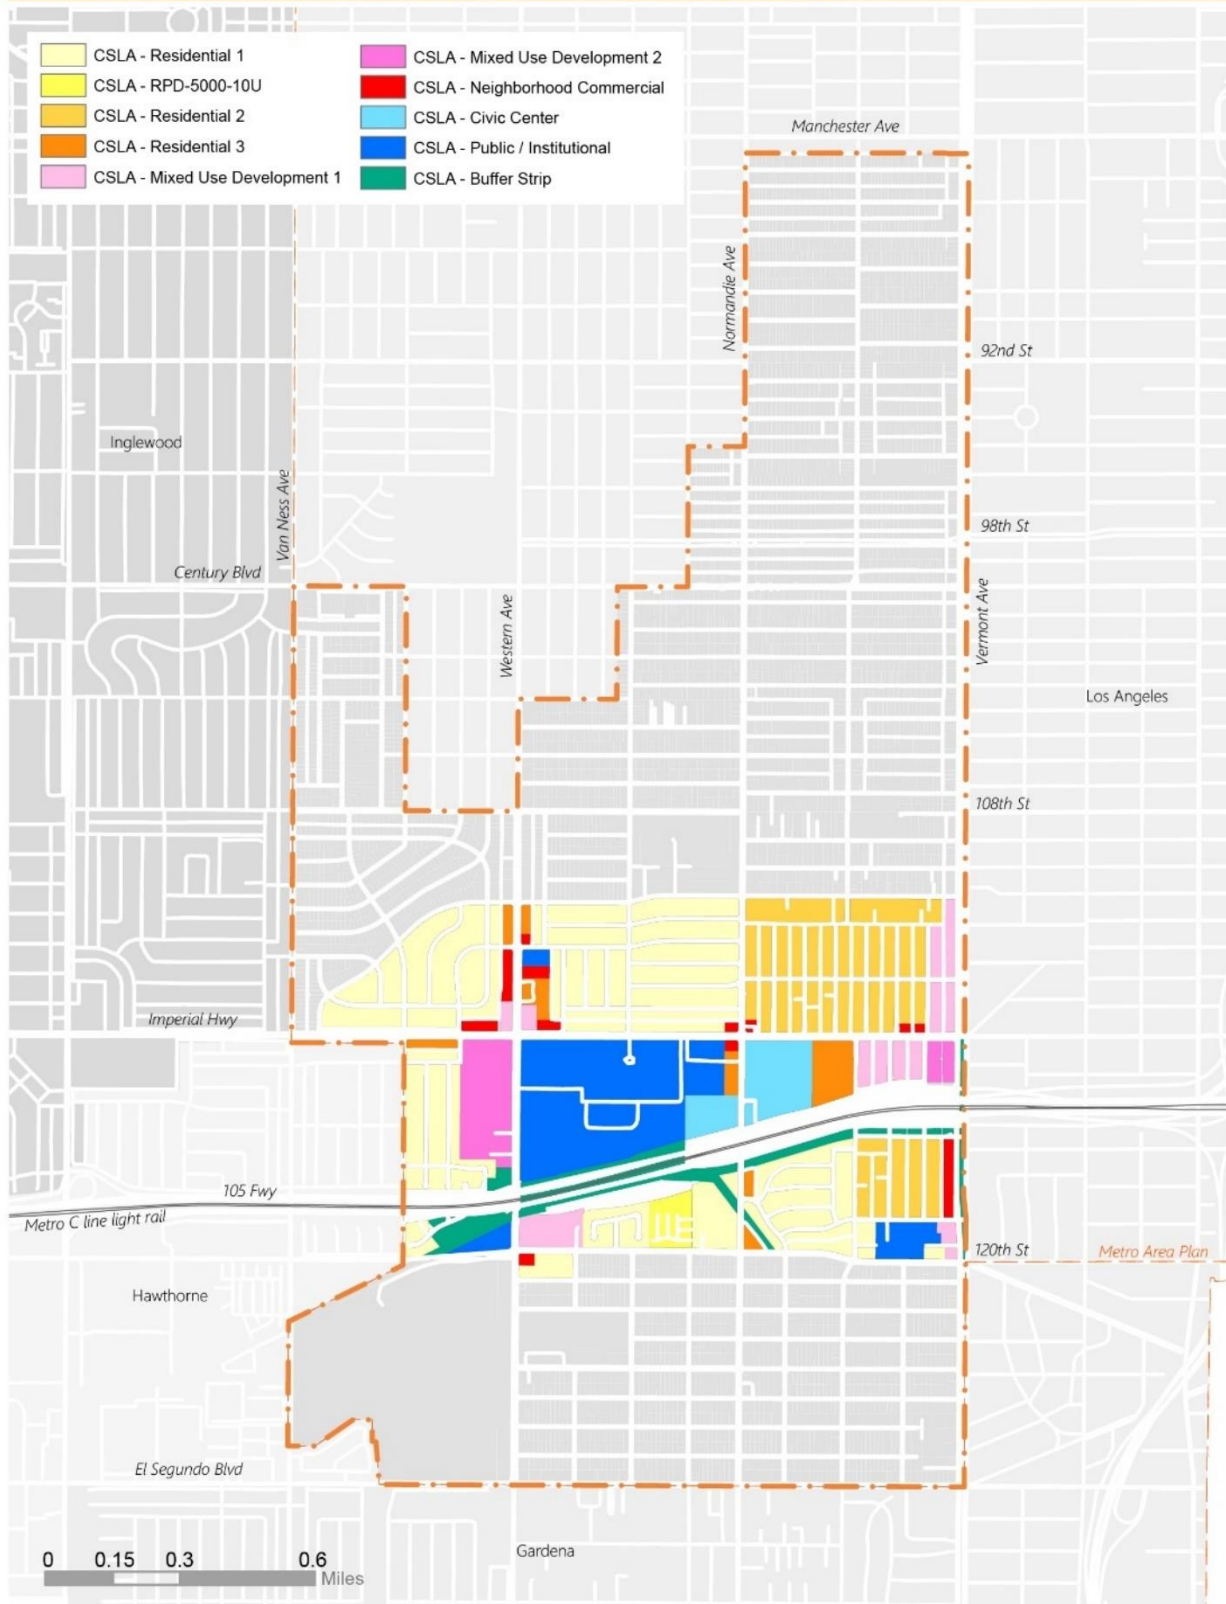 CSLA - Residential 1
CSLA - RPD-5000-10U
CSLA - Residential 2
CSLA - Residential 3
CSLA - Mixed Use Development 1
CSLA - Mixed Use Development 2
CSLA - Neighborhood Commercial
CSLA - Civic Center
CSLA - Public / Institutional
CSLA - Buffer Strip
Manchester Ave
Normandie Ave
92nd St
Inglewood
Van Ness Ave
98th St
Century Blvd
Western Ave
Vermont Ave
Los Angeles
108th St
Imperial Hwy
105 Fwy
Metro C line light rail
120th St
Metro Area Plan
Hawthorne
El Segundo Blvd
Gardena
0 0.15 0.3 0.6
Miles